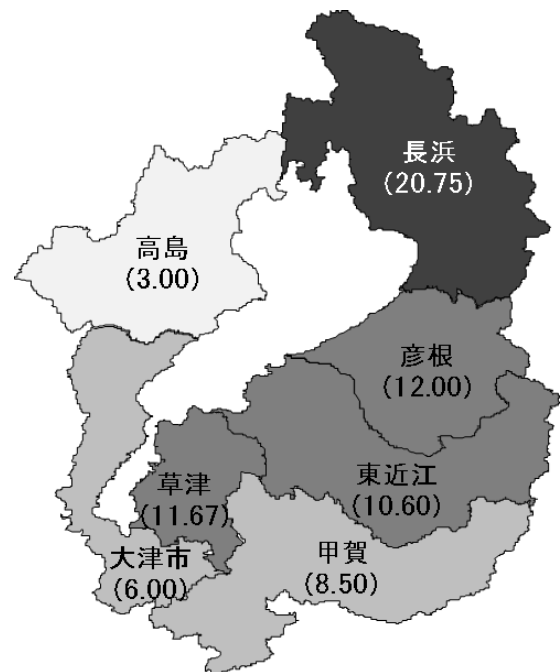 長浜
(20.75)
高島
(3.00)
彦根
(12.00)
東近江
(10.60)
草津
(11.67)
甲賀
(8.50)
大津市
(6.00)